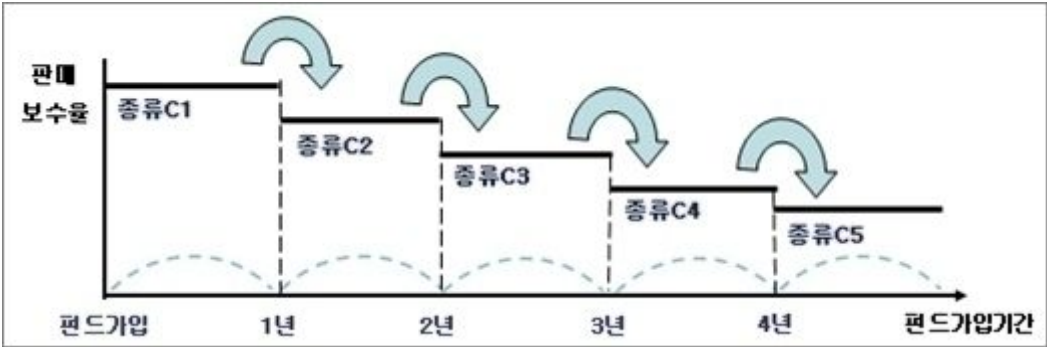 판매
보수율
종류C1
종류C2
종류C3
종류C4
종류C5
펀드가입
1년
2년
3년
4년
펀드가입기간